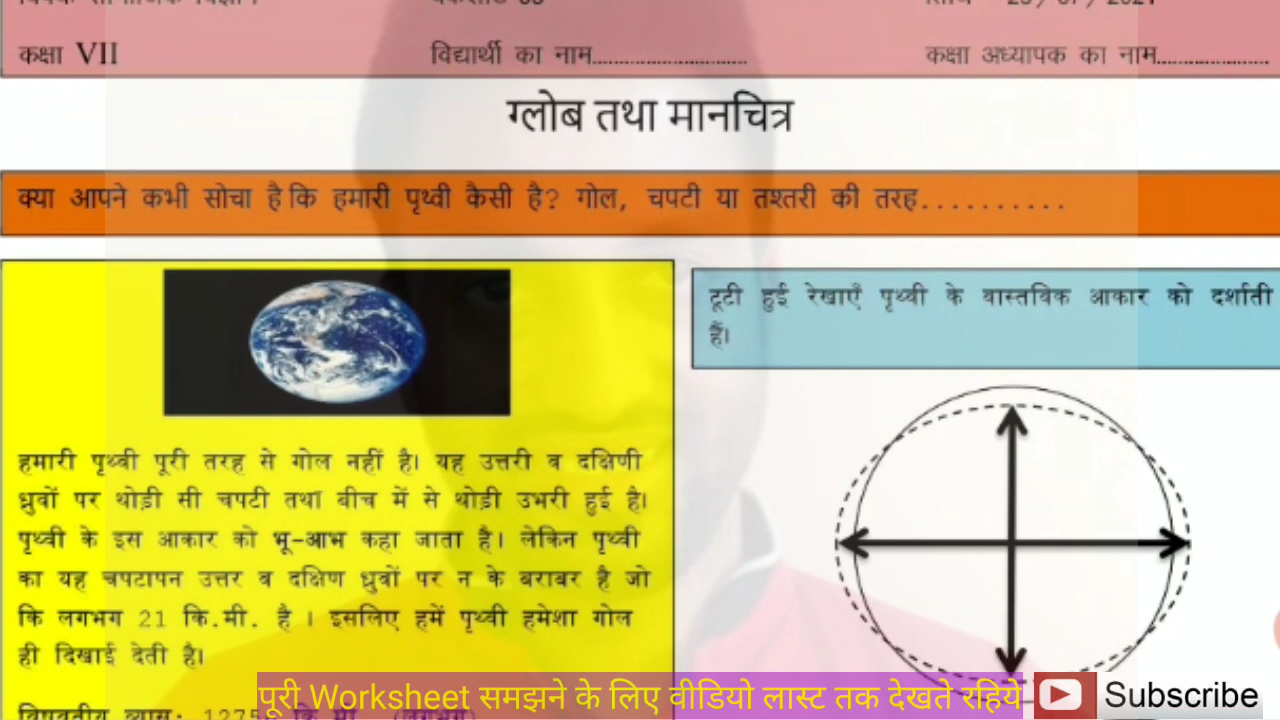 कक्षा VII विद्यार्थी का नाम.................................... कक्षा अध्यापक का नाम..........................
ग्लोब तथा मानचित्र
क्या आपने कभी सोचा है कि हमारी पृथ्वी कैसी है? गोल, चपटी या तश्तरी की तरह..........
हमारी पृथ्वी पूरी तरह से गोल नहीं है। यह उत्तरी व दक्षिणी
ध्रुवों पर थोड़ी सी चपटी तथा बीच में से थोड़ी उभरी हुई है।
पृथ्वी के इस आकार को भू-आभ कहा जाता है। लेकिन पृथ्वी
का यह चपटापन उत्तर व दक्षिण ध्रुवों पर न के बराबर है जो
कि लगभग 21 कि.मी. है । इसलिए हमें पृथ्वी हमेशा गोल
ही दिखाई देती है।
टूटी हुई रेखाएँ पृथ्वी के वास्तविक आकार को दर्शाती
हैं।
पूरी Worksheet समझने के लिए वीडियो लास्ट तक देखते रहिये
Subscribe